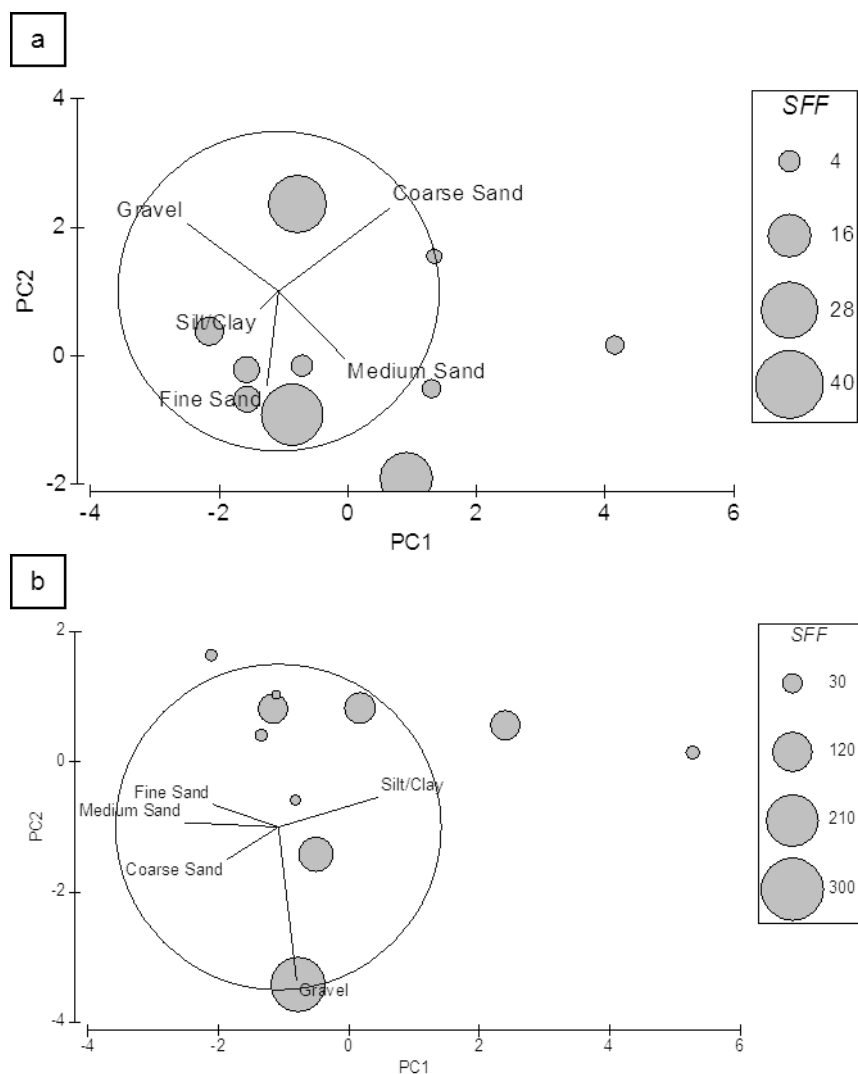 a
SFF
4
16
28
40
4
2
0
-2
PC2
Gravel
Coarse Sand
Silt/Clay
Medium Sand
Fine Sand
-4 -2 0 2 4 6
PC1
b
SFF
30
120
210
300
2
0
-2
-4
PC2
Fine Sand
Silt/Clay
Medium Sand
Coarse Sand
Gravel
-4 -2 0 2 4 6
PC1